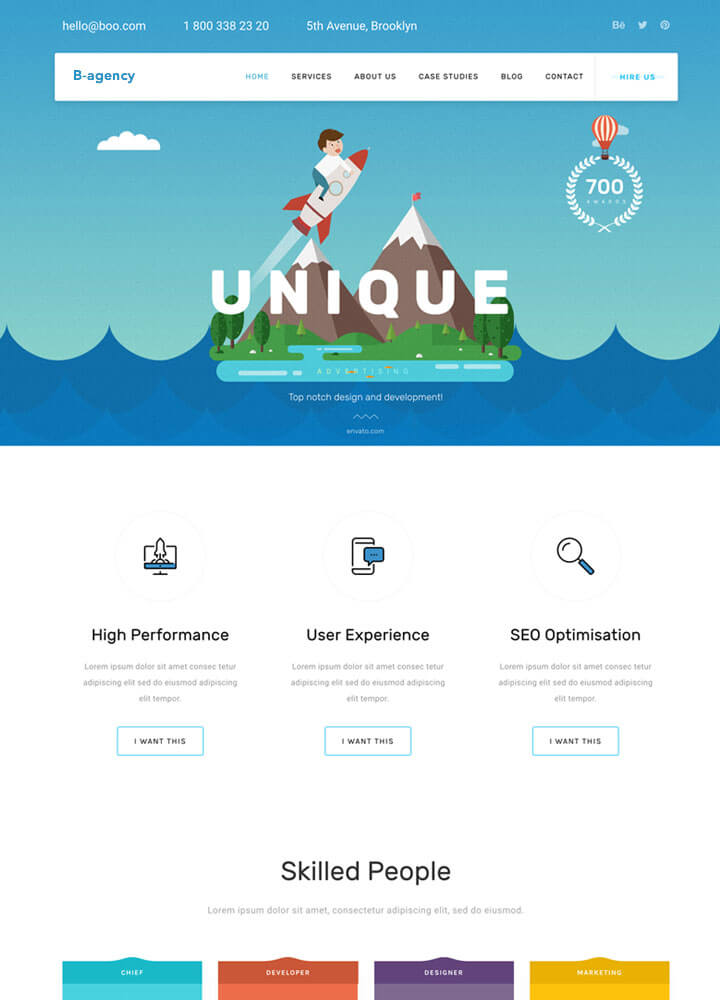 hello@boo.com 1 800 338 23 20 5th Avenue, Brooklyn Bē
B-agency HOME SERVICES ABOUT US CASE STUDIES BLOG CONTACT HIRE US
700
AWARDS
UNIQUE
ADVERTISING
Top notch design and development!
envato.com
High Performance User Experience SEO Optimisation
Lorem ipsum dolor sit amet consec tetur Lorem ipsum dolor sit amet consec tetur Lorem ipsum dolor sit amet consec tetur
adipiscing elit sed do eiusmod adipiscing elit sed do eiusmod adipiscing elit sed do eiusmod
elit tempor. elit tempor. elit tempor.
I WANT THIS I WANT THIS I WANT THIS
Skilled People
Lorem ipsum dolor sit amet, consectetur adipiscing elit, sed do eiusmod.
CHIEF DEVELOPER DESIGNER MARKETING